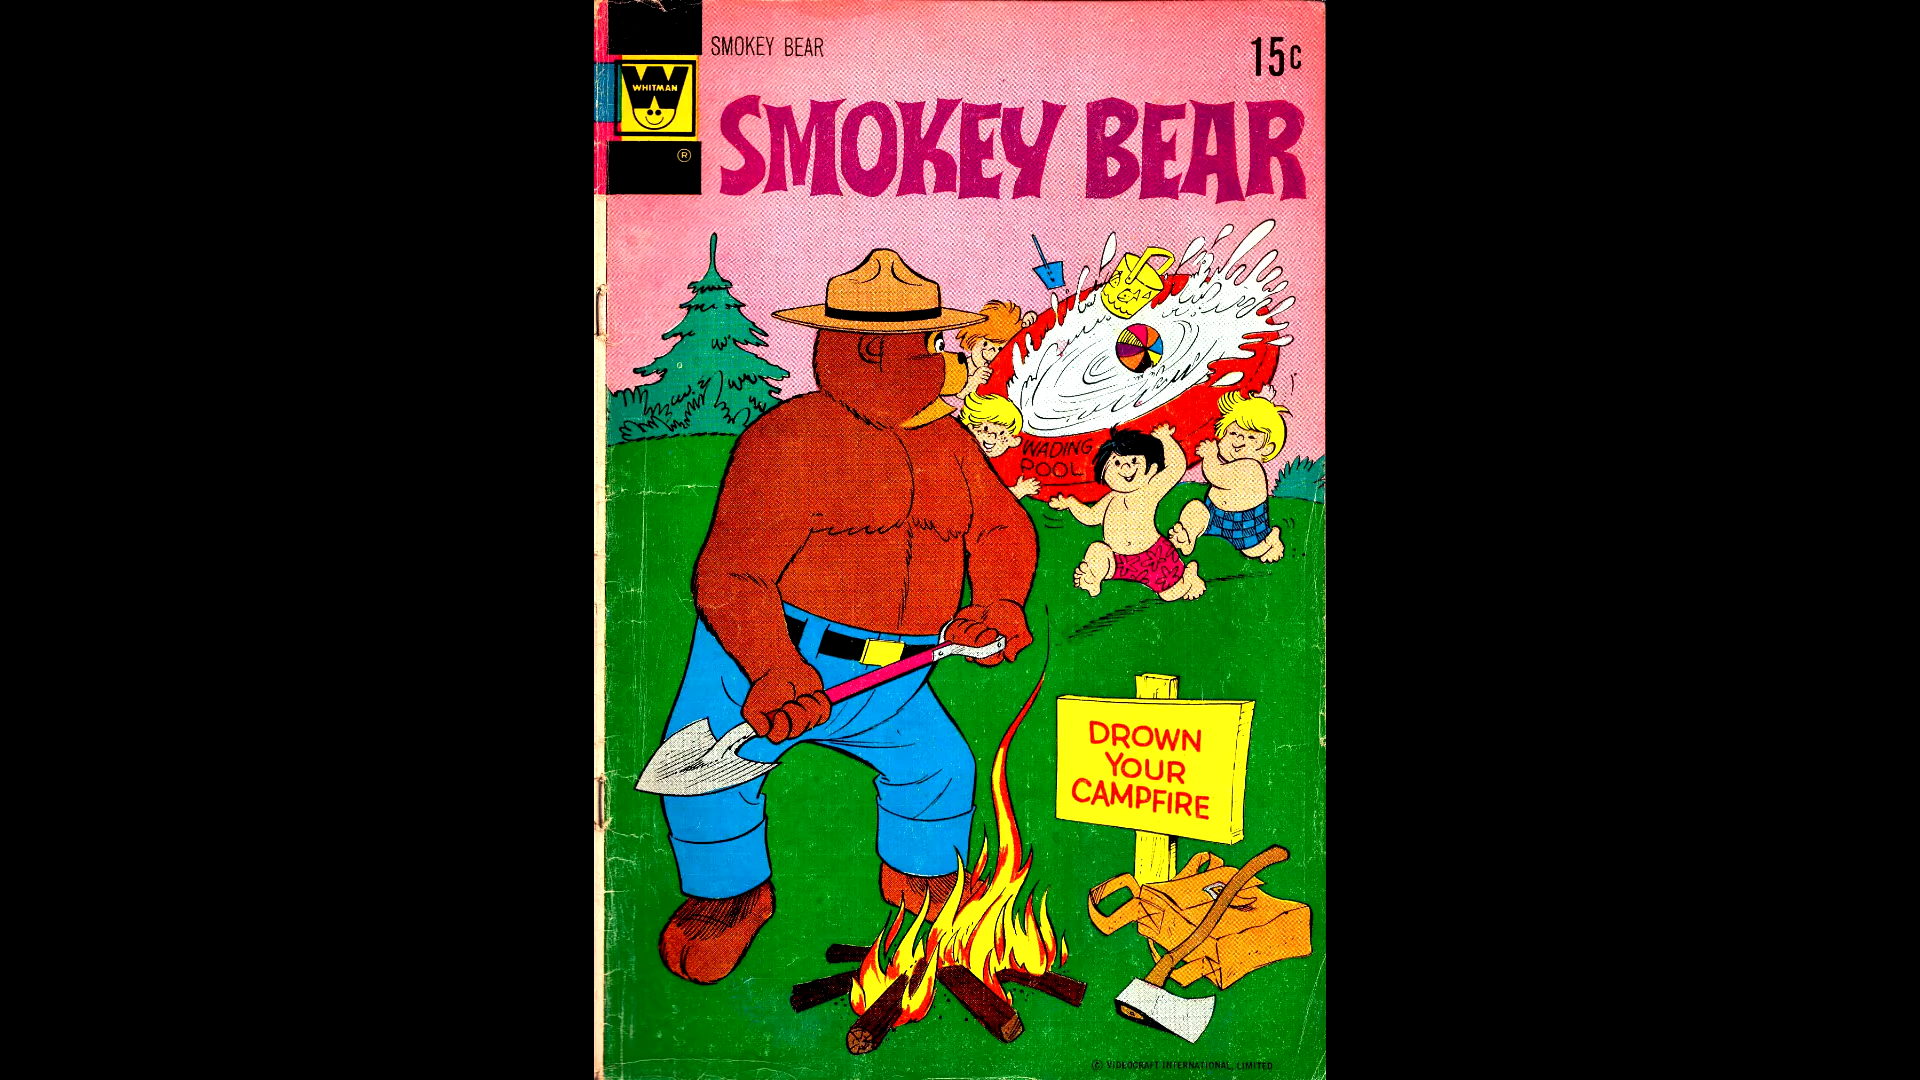 SMOKEY BEAR
15¢
WHITMAN
®
SMOKEY BEAR
WADING
POOL
DROWN
YOUR
CAMPFIRE
© VIDEOCRAFT INTERNATIONAL, LIMITED